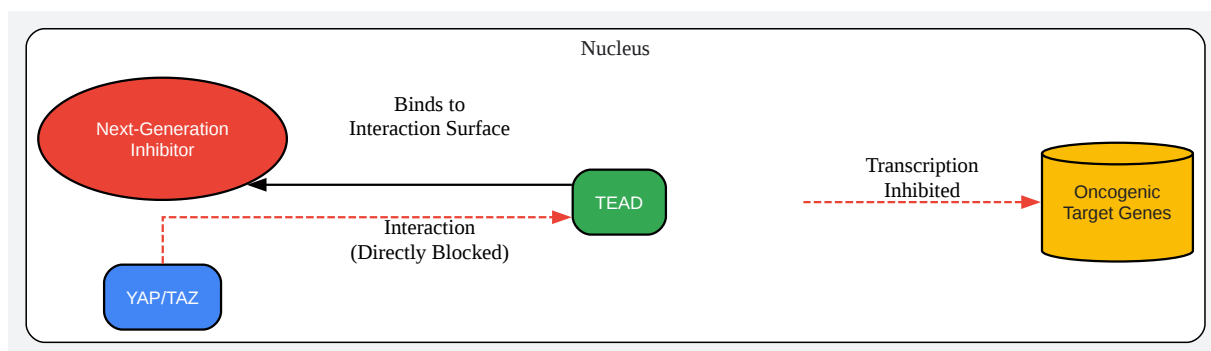 Nucleus
Next-Generation
Inhibitor
Binds to
Interaction Surface
TEAD
Interaction
(Directly Blocked)
YAP/TAZ
Transcription
Inhibited
Oncogenic
Target Genes